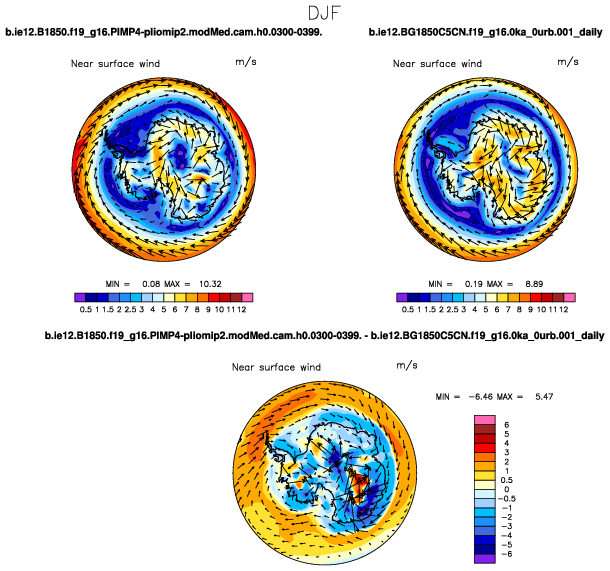 DJF
b.ie12.B1850.f19_g16.PIMP4-pliomip2.modMed.cam.h0.0300-0399.
b.ie12.BG1850C5CN.f19_g16.0ka_0urb.001_daily
Near surface wind m/s
Near surface wind m/s
MIN = 0.08 MAX = 10.32
MIN = 0.19 MAX = 8.89
0.5 1 1.5 2 2.5 3 4 5 6 7 8 9 10 11 12
0.5 1 1.5 2 2.5 3 4 5 6 7 8 9 10 11 12
b.ie12.B1850.f19_g16.PIMP4-pliomip2.modMed.cam.h0.0300-0399. - b.ie12.BG1850C5CN.f19_g16.0ka_0urb.001_daily
Near surface wind m/s
MIN = -6.46 MAX = 5.47
6
5
4
3
2
1
0.5
0
-0.5
-1
-2
-3
-4
-5
-6